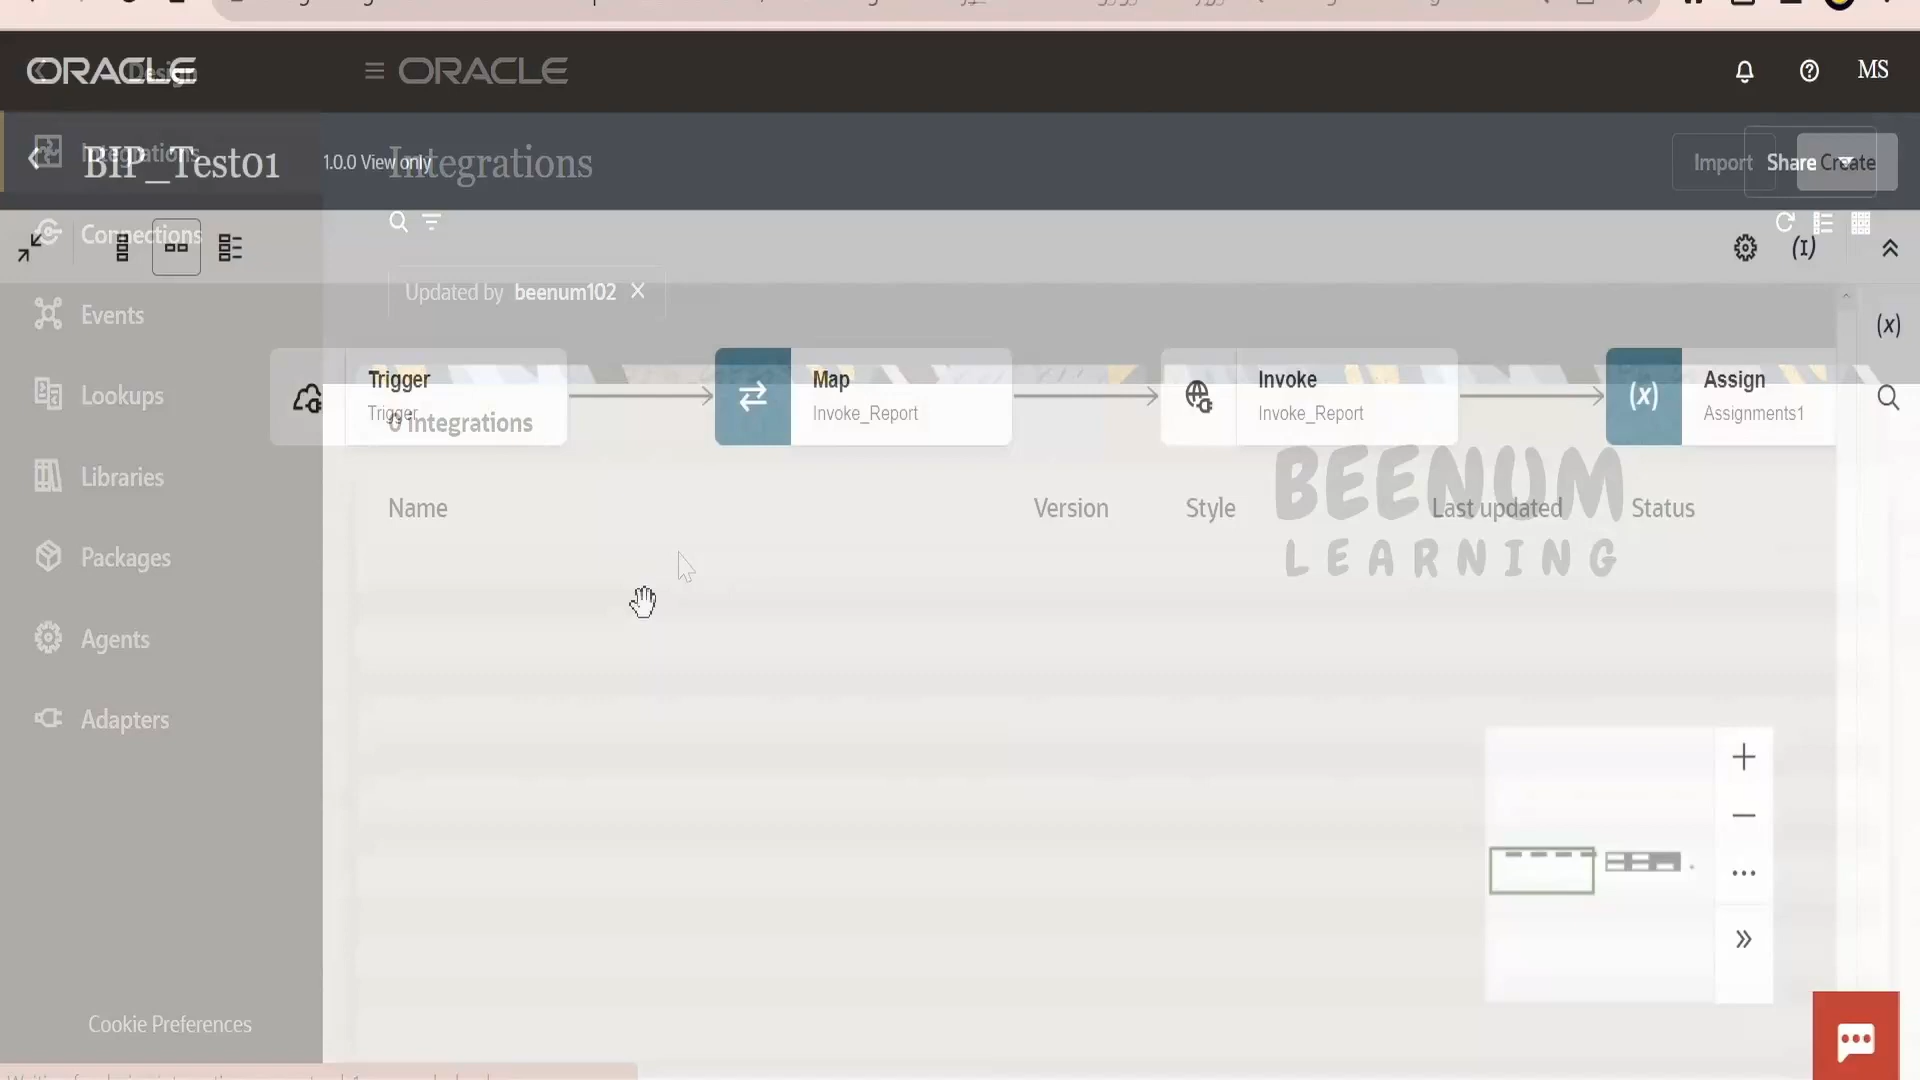 ORACLE
Design
ORACLE
MS
Integrations
BIP_Test01
1.0.0 View only
Integrations
Import
Share
Create
Connections
(I)
Updated by beenum102 X
Events
(x)
Trigger
Trigger
Map
Invoke_Report
Invoke
Invoke_Report
(x)
Assign
Assignments1
Lookups
0 integrations
Libraries
BEENUM
LEARNING
Name
Version
Style
Last updated
Status
Packages
Agents
Adapters
Cookie Preferences